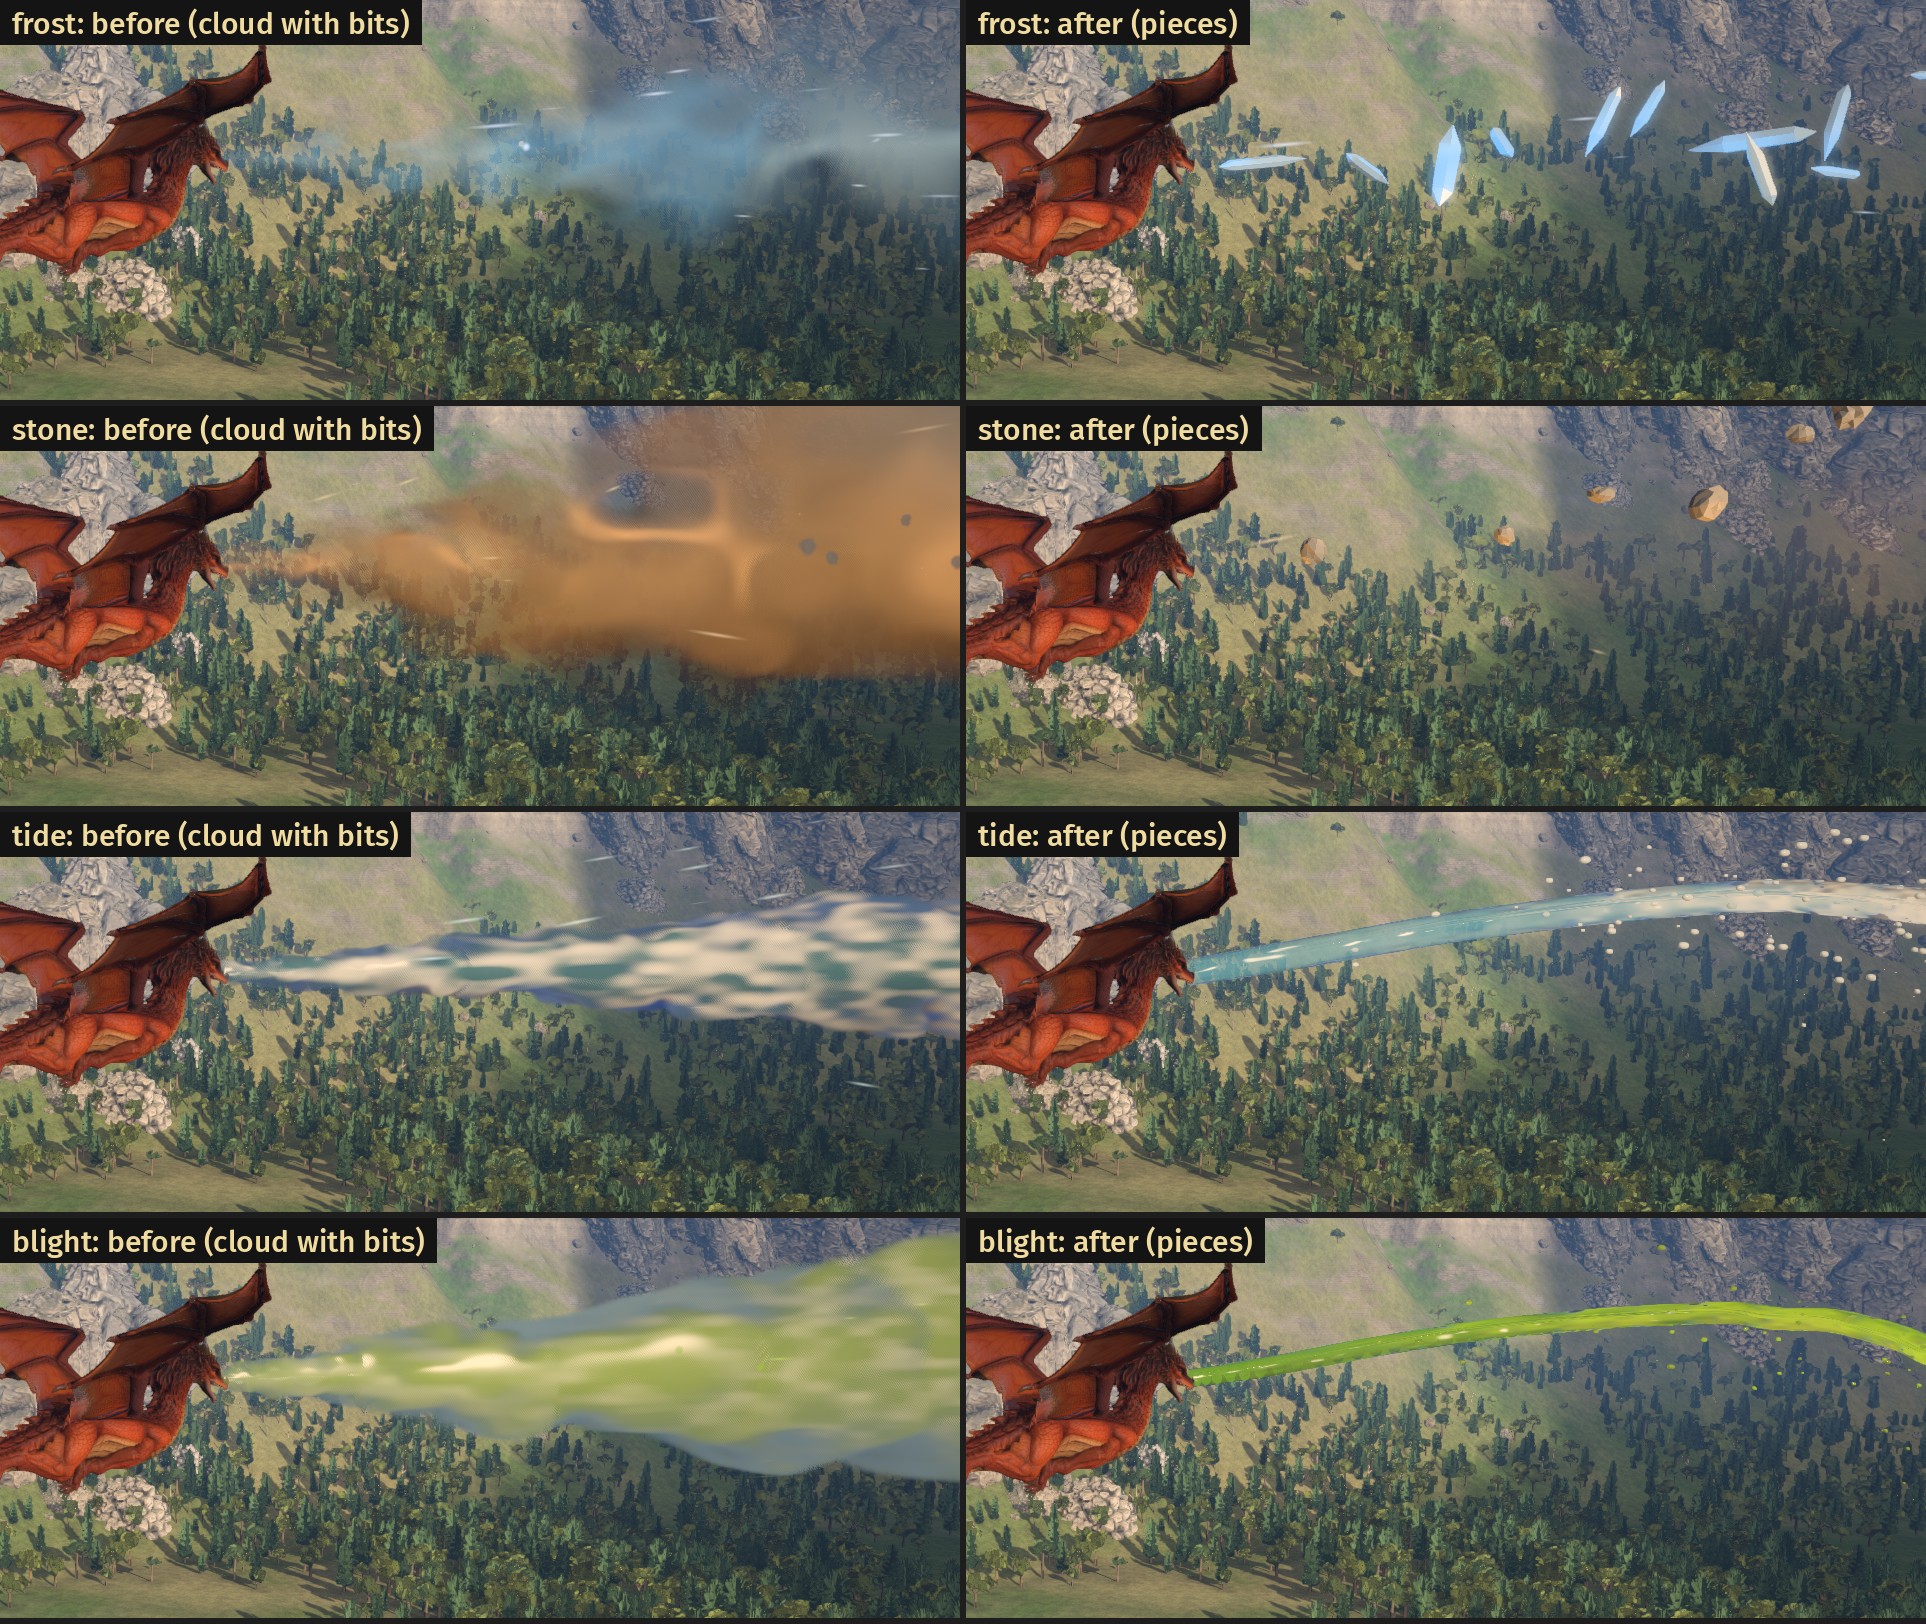 frost: before (cloud with bits)
frost: after (pieces)
stone: before (cloud with bits)
stone: after (pieces)
tide: before (cloud with bits)
tide: after (pieces)
blight: before (cloud with bits)
blight: after (pieces)